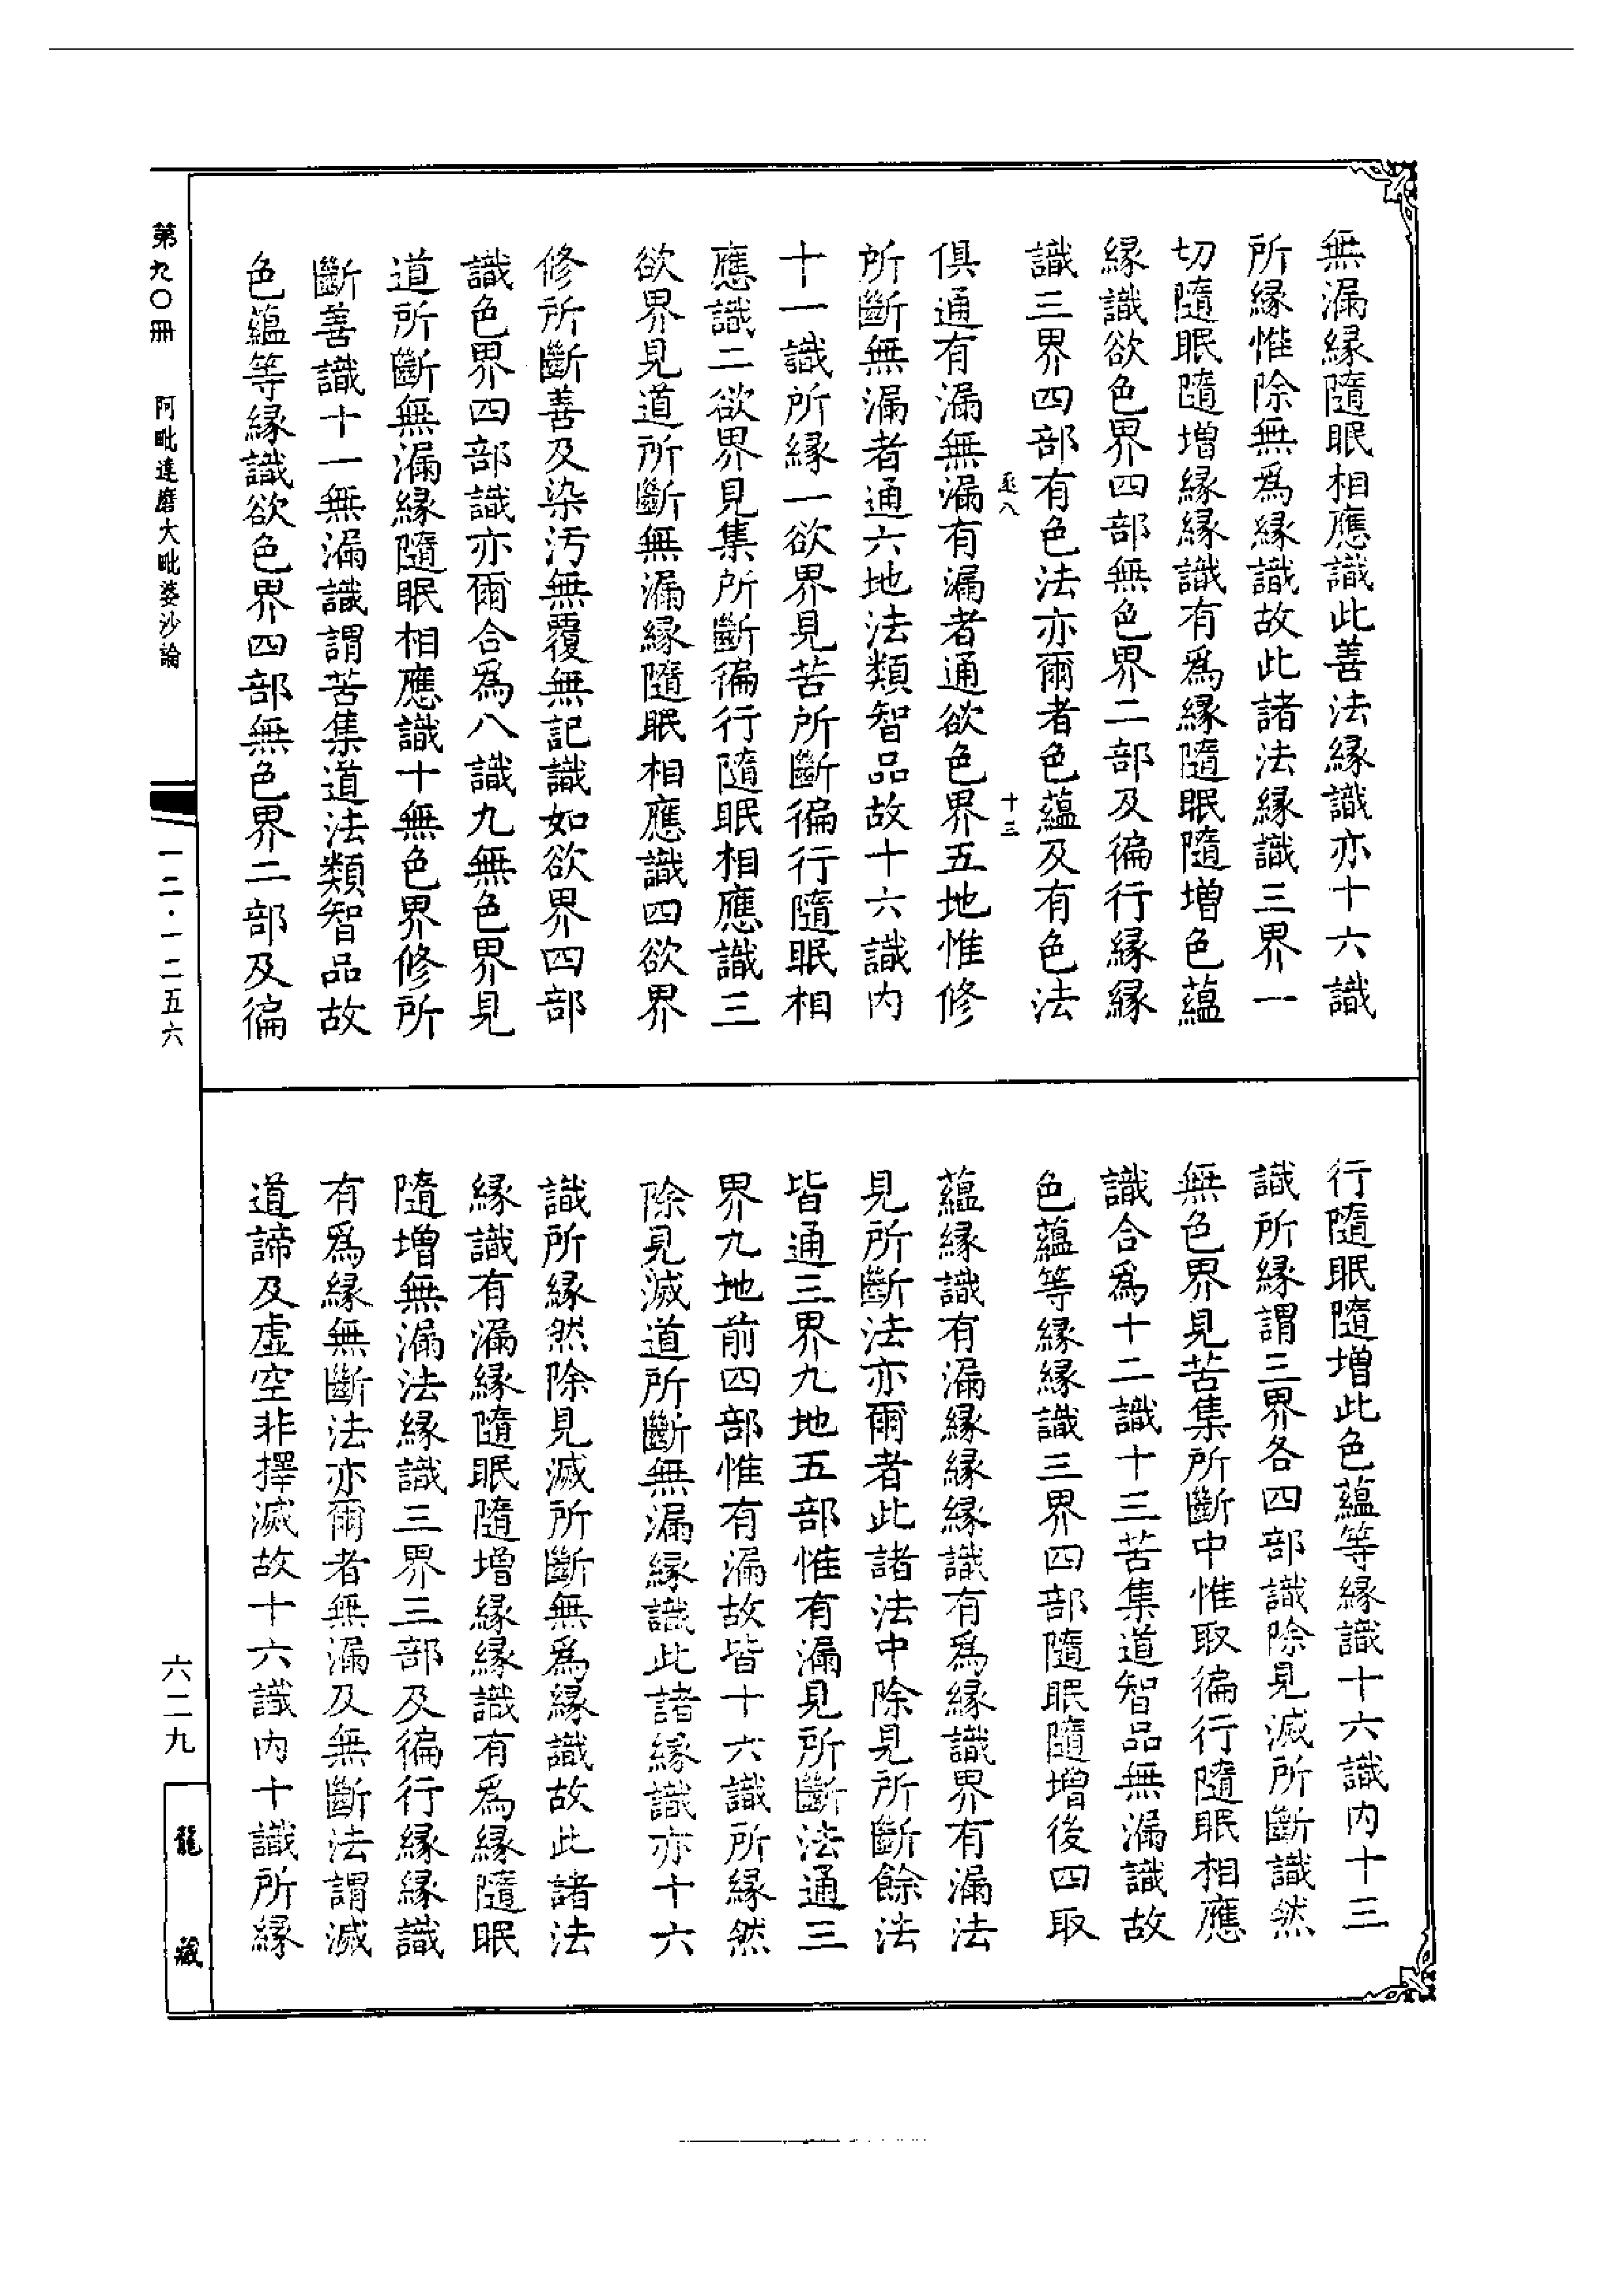 無漏緣隨眠相應識此善法緣識亦十六識
所緣惟除無爲緣識故此諸法緣識三界一
切隨眠隨增緣緣識有爲緣隨眠隨增色蘊
緣識欲色界四部無色界二部及徧行緣緣
識三界四部有色法亦爾者色蘊及有色法
十三
俱通有漏無漏有漏者通欲色界五地惟修
所斷無漏者通六地法類智品故十六識內
十一識所緣一欲界見苦所斷徧行隨眠相
應識二欲界見集所斷徧行隨眠相應識三
欲界見道所斷無漏緣隨眠相應識四欲界
修所斷善及染汚無覆無記識如欲界四部
識色界四部識亦爾合爲八識九無色界見
道所斷無漏緣隨眠相應識十無色界修所
斷善識十一無漏識謂苦集道法類智品故
色蘊等緣識欲色界四部無色界二部及徧
行隨眠隨增此色蘊等緣識十六識內十三
識所緣謂三界各四部識除見滅所斷識然
無色界見苦集所斷中惟取徧行隨眠相應
識合爲十二識十三苦集道智品無漏識故
色蘊等緣緣識三界四部隨眠隨增後四取
蘊緣識有漏緣緣緣識有爲緣識界有漏法
見所斷法亦爾者此諸法中除見所斷餘法
皆通三界九地五部惟有漏見所斷法通三
界九地前四部惟有漏故皆十六識所緣然
除見滅道所斷無漏緣識此諸緣識亦十六
識所緣然除見滅所斷無爲緣識故此諸法
緣識有漏緣隨眠隨增緣緣識有爲緣隨眠
隨增無漏法緣識三界三部及徧行緣緣識
有爲緣無斷法亦爾者無漏及無斷法謂滅
道諦及虛空非擇滅故十六識內十識所緣
第九〇冊
阿毗達磨大毗婆沙論
一二·一二五六
六二九
龍藏